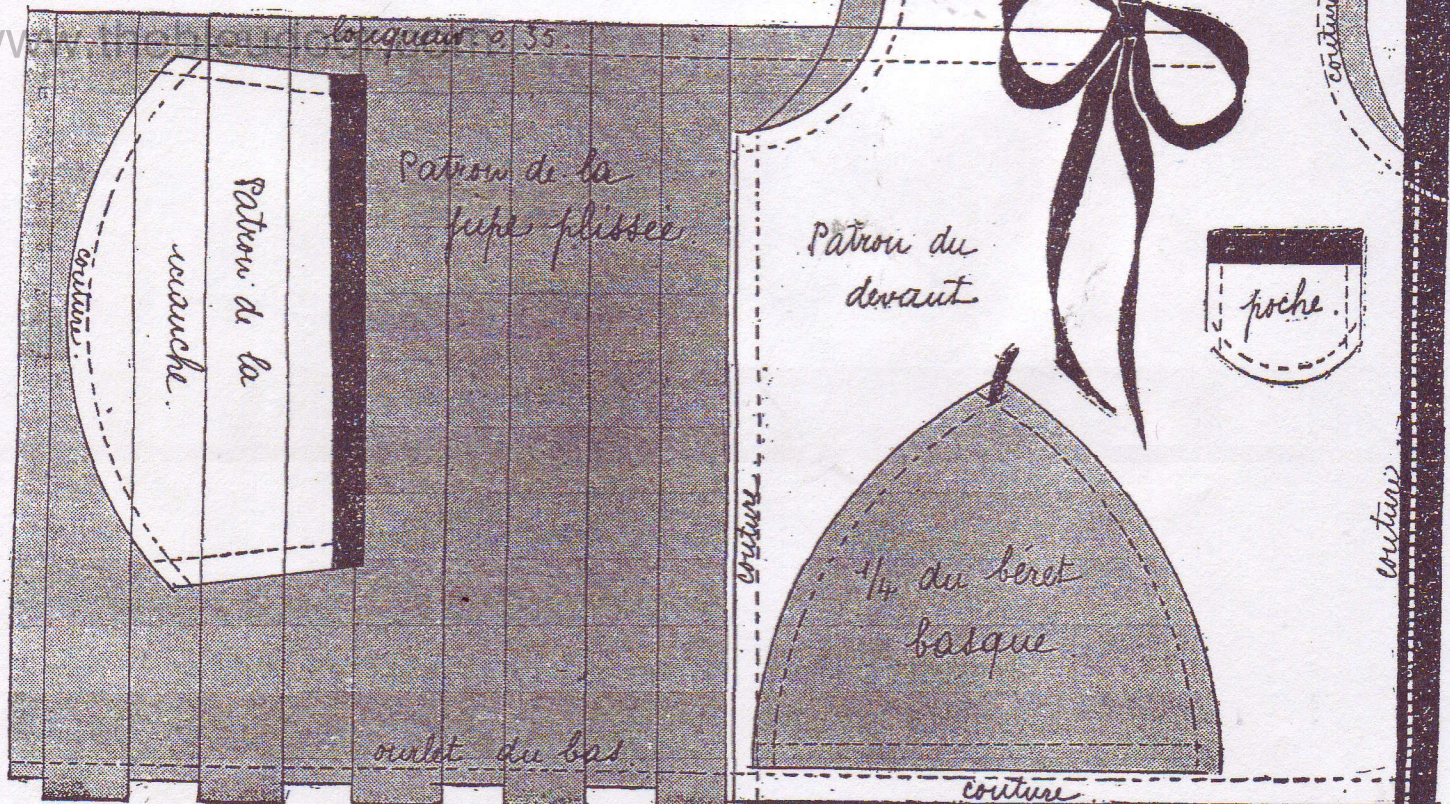 longueur 0,35.
Patron de la
jupe plissée.
Patron de la
manche.
couture.
ourlet du bas.
Patron du
devant
poche.
couture
1/4 du béret
basque
couture
couture
couture